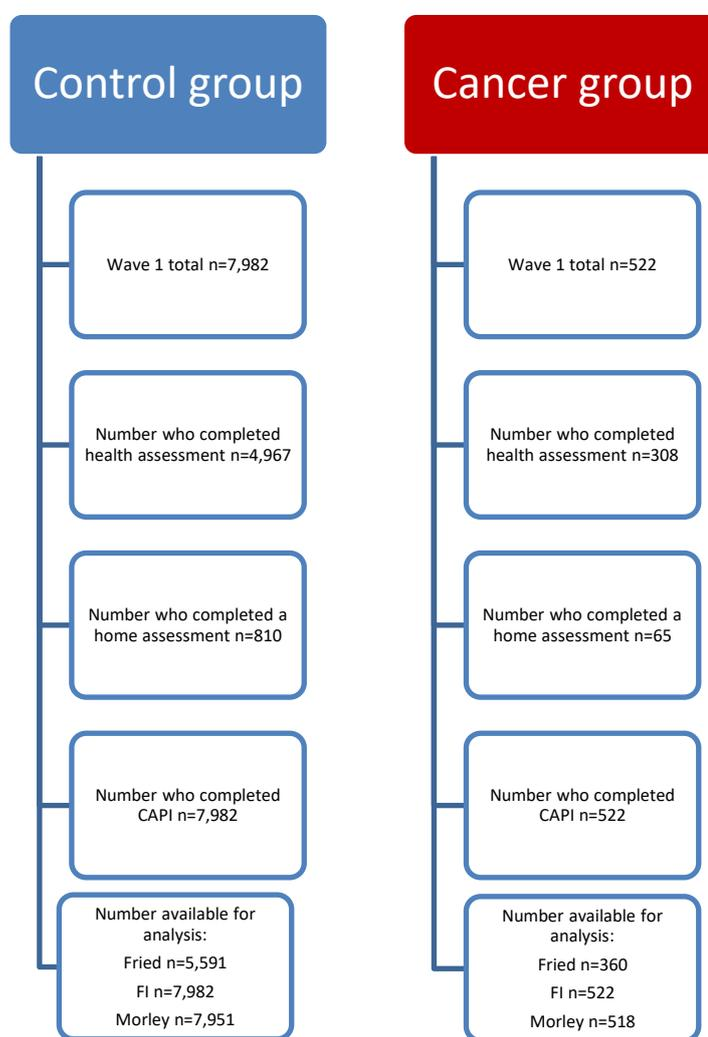 Control group
Wave 1 total n=7,982
Number who completed
health assessment n=4,967
Number who completed a
home assessment n=810
Number who completed
CAPI n=7,982
Number available for
analysis:
Fried n=5,591
FI n=7,982
Morley n=7,951
Cancer group
Wave 1 total n=522
Number who completed
health assessment n=308
Number who completed a
home assessment n=65
Number who completed
CAPI n=522
Number available for
analysis:
Fried n=360
FI n=522
Morley n=518